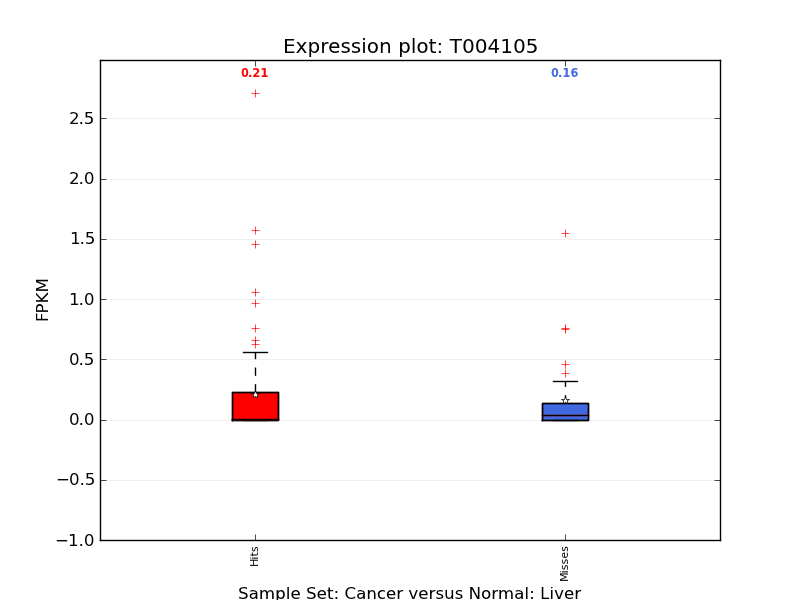 Expression plot: T004105
0.21
0.16
2.5
2.0
1.5
1.0
0.5
0.0
−0.5
−1.0
FPKM
Hits
Misses
Sample Set: Cancer versus Normal: Liver